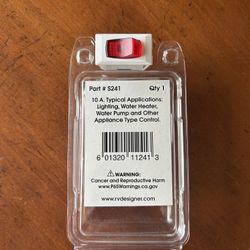 Part # S241 Qty 1
10 A. Typical Applications:
Lighting, Water Heater,
Water Pump and Other
Appliance Type Control.
6 01320 11241 3
WARNING:
Cancer and Reproductive Harm
www.P65Warnings.ca.gov
www.rvdesigner.com